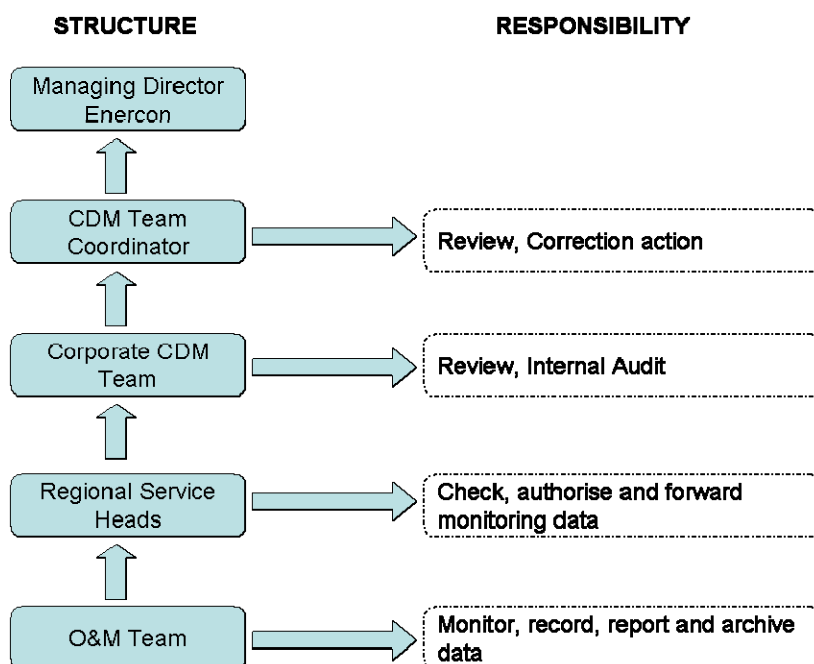 STRUCTURE
RESPONSIBILITY
Managing Director
Enercon
CDM Team
Coordinator
Review, Correction action
Corporate CDM
Team
Review, Internal Audit
Regional Service
Heads
Check, authorise and forward
monitoring data
O&M Team
Monitor, record, report and archive
data